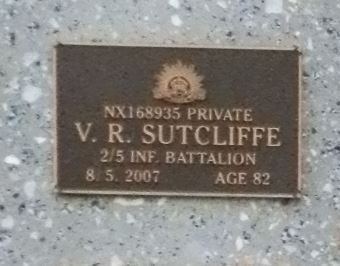 NX168935 PRIVATE
V. R. SUTCLIFFE
2/5 INF. BATTALION
8. 5. 2007 AGE 82